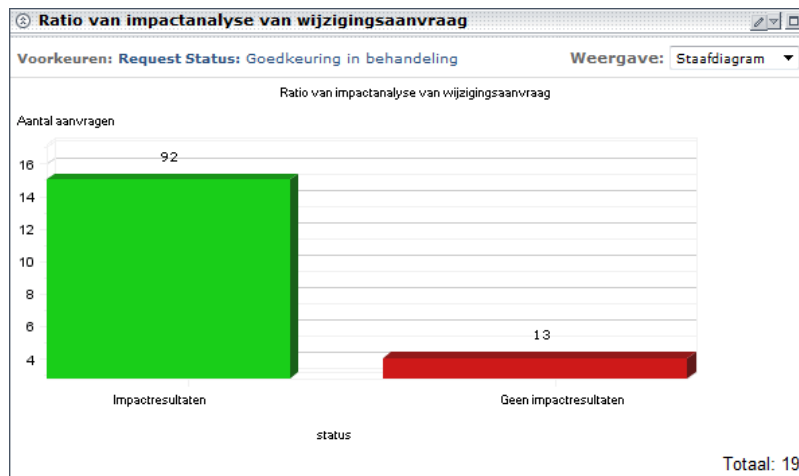 Ratio van impactanalyse van wijzigingsaanvraag
Voorkeuren: Request Status: Goedkeuring in behandeling Weergave: Staafdiagram
Ratio van impactanalyse van wijzigingsaanvraag
Aantal aanvragen
92
16
14
12
10
8
6
13
4
Impactresultaten Geen impactresultaten
status
Totaal: 19